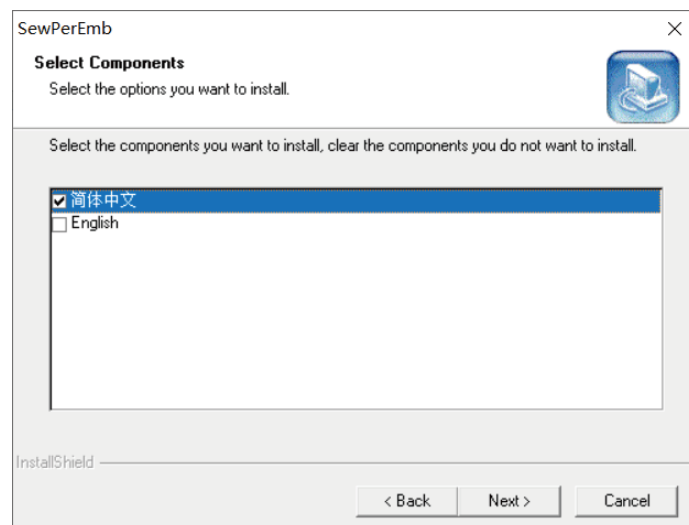 SewPerEmb
Select Components
Select the options you want to install.
Select the components you want to install, clear the components you do not want to install.
简体中文
English
InstallShield
< Back Next > Cancel